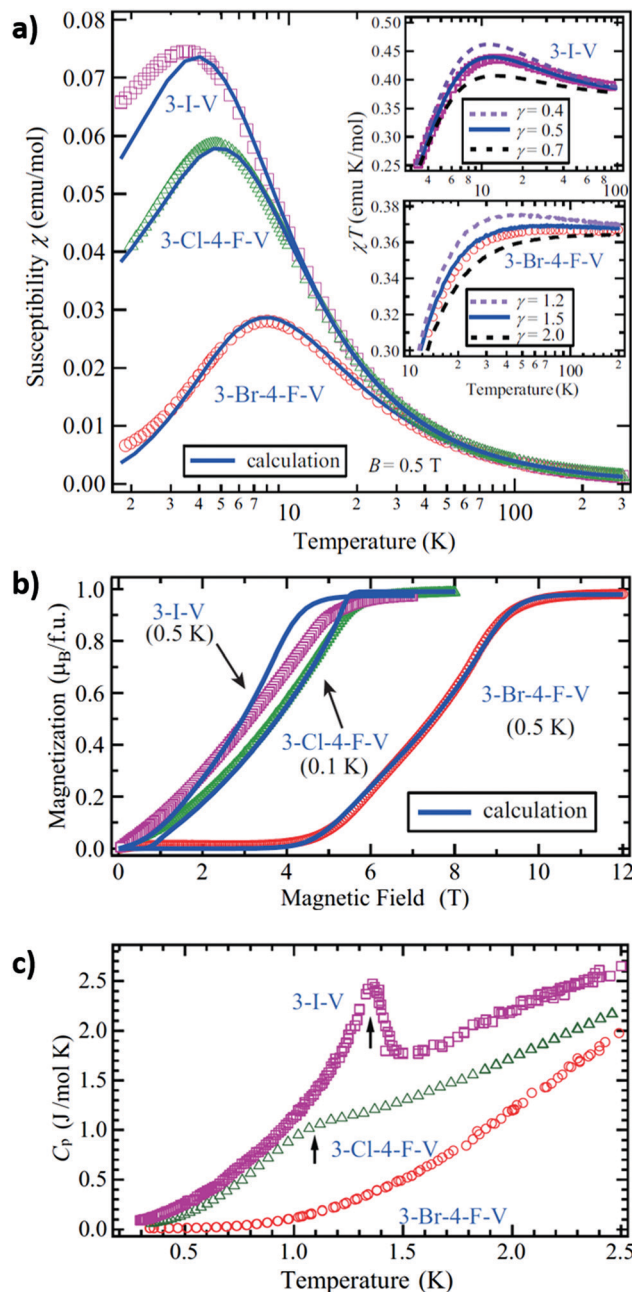 a)
0.08
0.07
0.06
0.05
0.04
0.03
0.02
0.01
0.00
Susceptibility χ (emu/mol)
3-I-V
3-Cl-4-F-V
3-Br-4-F-V
calculation
B = 0.5 T
2
3
4
5
6
7
10
2
3
4
5
6
7
100
2
3
Temperature (K)
0.50
0.45
0.40
0.35
0.30
0.25
3-I-V
γ = 0.4
γ = 0.5
γ = 0.7
3
4
6
8
10
2
4
6
8
100
χT (emu K/mol)
0.38
0.36
0.34
0.32
0.30
3-Br-4-F-V
γ = 1.2
γ = 1.5
γ = 2.0
10
2
3
4
5
6
100
2
Temperature (K)
b)
1.0
0.8
0.6
0.4
0.2
0.0
Magnetization (μB/f.u.)
3-I-V
(0.5 K)
3-Cl-4-F-V
(0.1 K)
3-Br-4-F-V
(0.5 K)
calculation
0
2
4
6
8
10
12
Magnetic Field (T)
c)
2.5
2.0
1.5
1.0
0.5
0.0
Cp (J /mol K)
3-I-V
3-Cl-4-F-V
3-Br-4-F-V
0.5
1.0
1.5
2.0
2.5
Temperature (K)